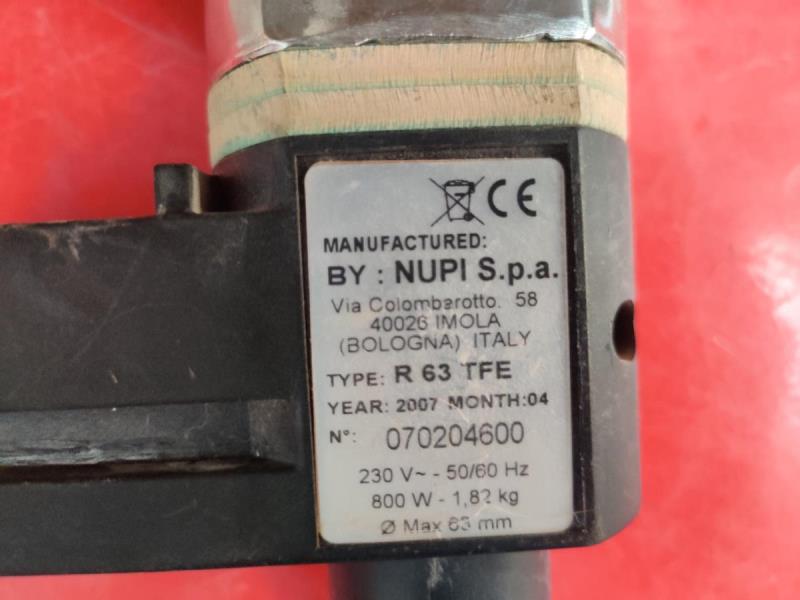 CE
MANUFACTURED:
BY : NUPI S.p.a.
Via Colombarotto. 58
40026 IMOLA
(BOLOGNA) ITALY
TYPE: R 63 TFE
YEAR: 2007 MONTH:04
N°: 070204600
230 V~ - 50/60 Hz
800 W - 1,82 kg
Ø Max 63 mm